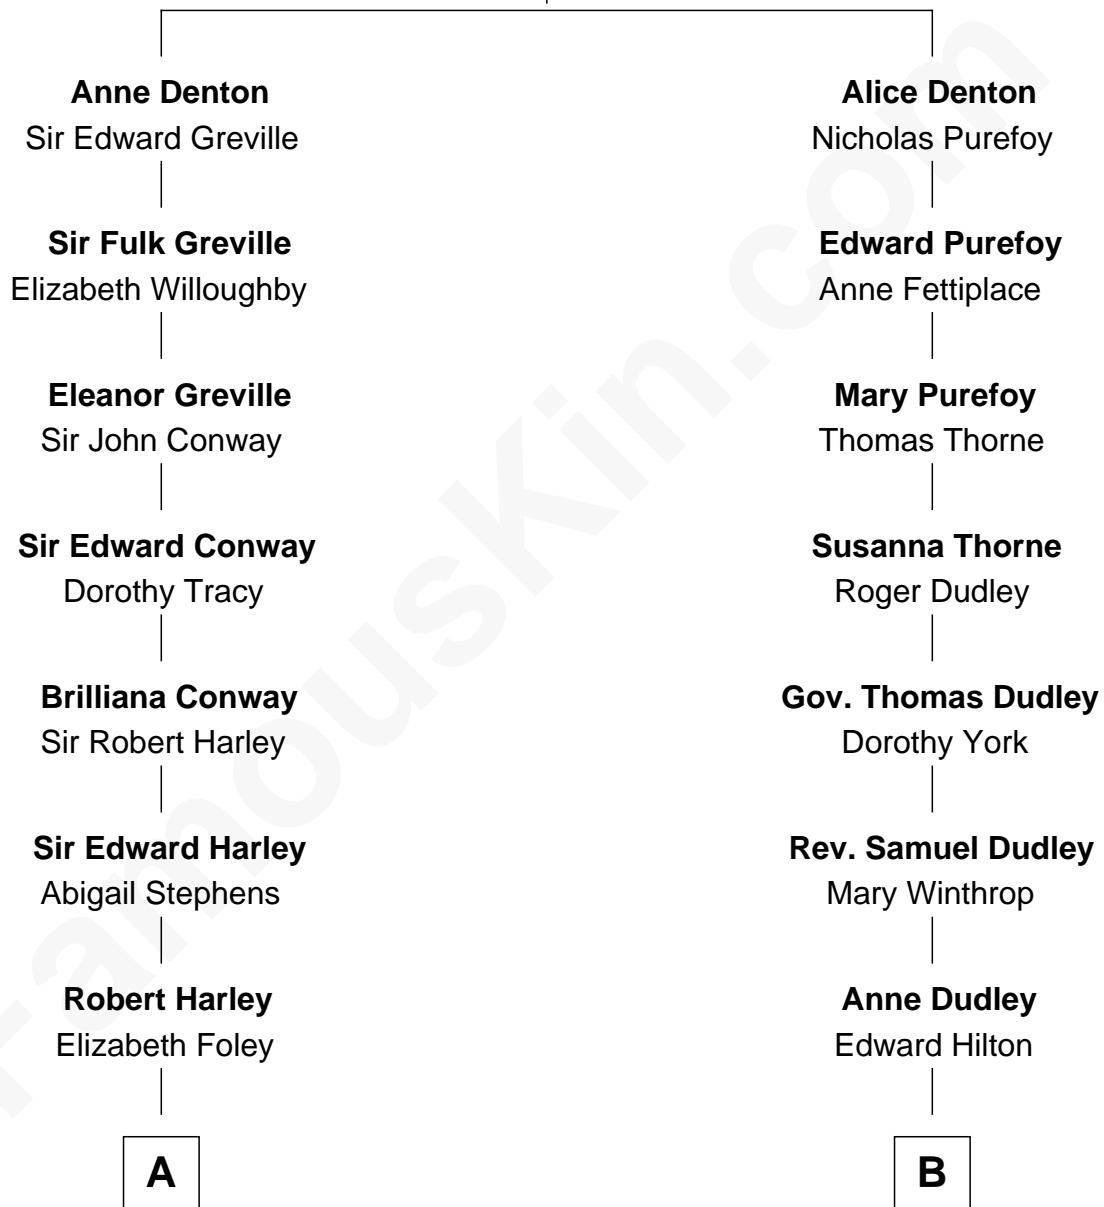 Anne Denton
Sir Edward Greville
Sir Fulk Greville
Elizabeth Willoughby
Eleanor Greville
Sir John Conway
Sir Edward Conway
Dorothy Tracy
Brilliana Conway
Sir Robert Harley
Sir Edward Harley
Abigail Stephens
Robert Harley
Elizabeth Foley
A
Alice Denton
Nicholas Purefoy
Edward Purefoy
Anne Fettiplace
Mary Purefoy
Thomas Thorne
Susanna Thorne
Roger Dudley
Gov. Thomas Dudley
Dorothy York
Rev. Samuel Dudley
Mary Winthrop
Anne Dudley
Edward Hilton
B
FamousKin.com